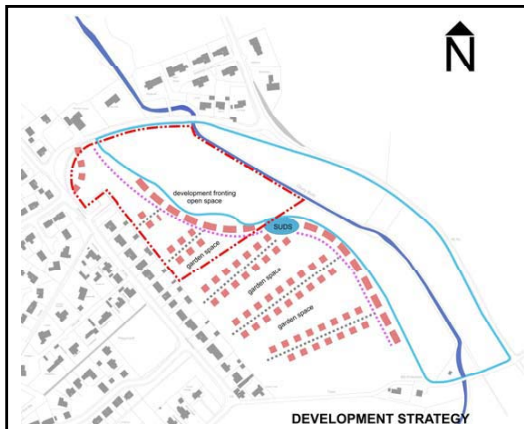 N
development fronting
open space
SUDS
garden space
garden space
garden space
DEVELOPMENT STRATEGY